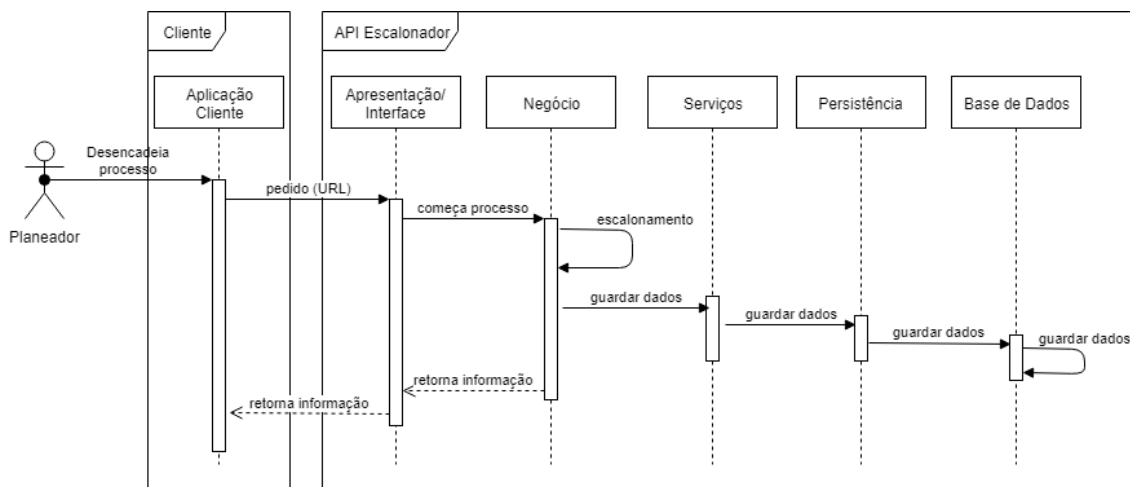 Cliente
API Escalonador
Aplicação
Cliente
Apresentação/
Interface
Negócio
Serviços
Persistência
Base de Dados
Desencadeia
processo
Planeador
pedido (URL)
começa processo
escalonamento
guardar dados
guardar dados
guardar dados
guardar dados
retorna informação
retorna informação